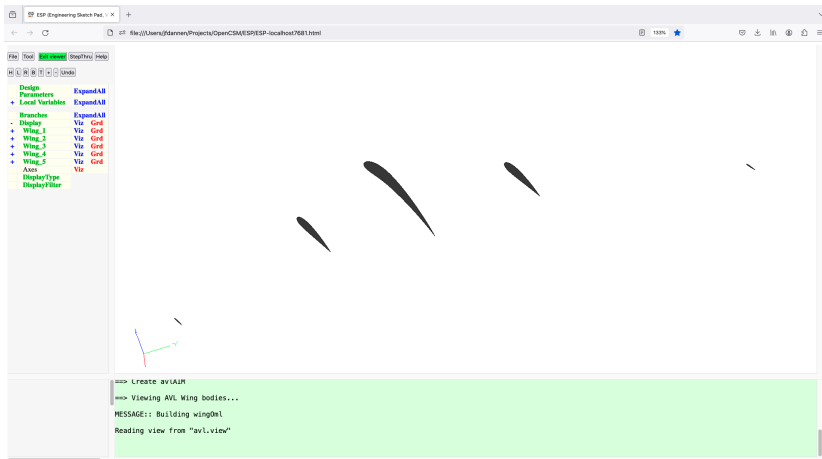 ESP (Engineering Sketch Pad, v
file:///Users/jfdannen/Projects/OpenCSM/ESP/ESP-localhost7681.html
133%
File Tool Exit viewer StepThru Help
H L R B T + - Undo
Design Parameters ExpandAll
+ Local Variables ExpandAll
Branches ExpandAll
- Display Viz Grd
+ Wing_1 Viz Grd
+ Wing_2 Viz Grd
+ Wing_3 Viz Grd
+ Wing_4 Viz Grd
+ Wing_5 Viz Grd
Axes Viz
DisplayType
DisplayFilter
==> Create avlAIM
==> Viewing AVL Wing bodies...
MESSAGE:: Building wingOml
Reading view from "avl.view"